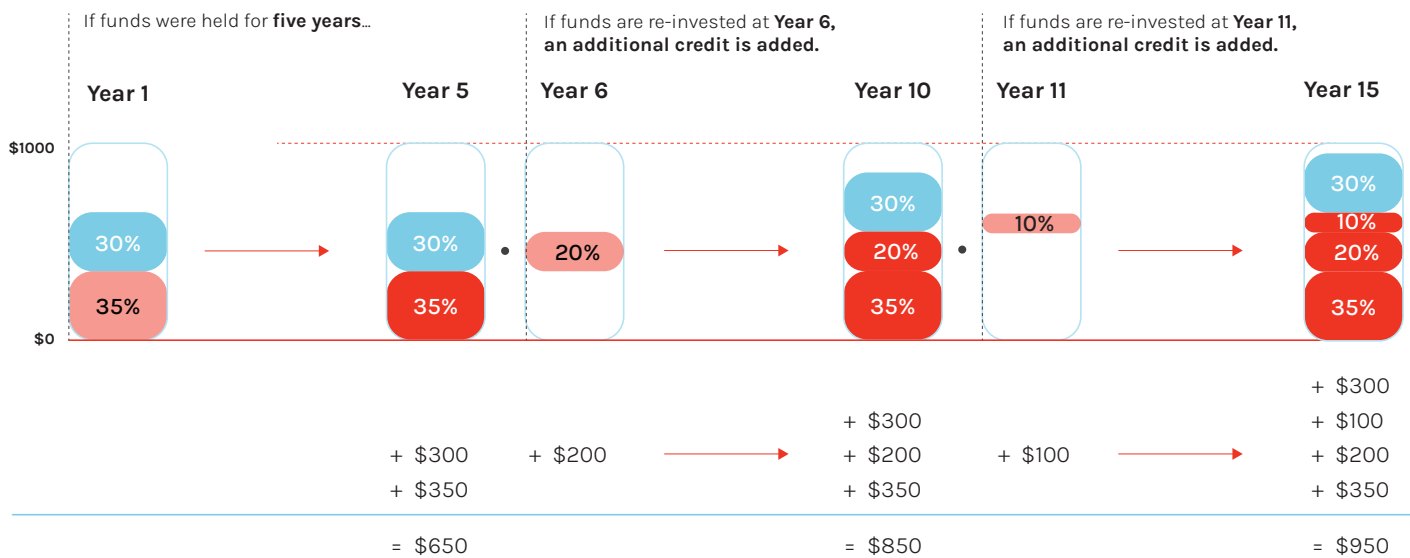 If funds were held for five years…
If funds are re-invested at Year 6,
an additional credit is added.
If funds are re-invested at Year 11,
an additional credit is added.
Year 1
Year 5
Year 6
Year 10
Year 11
Year 15
$1000
$0
30%
35%
30%
35%
20%
30%
20%
35%
10%
30%
10%
20%
35%
+ $300
+ $350
= $650
+ $200
+ $300
+ $200
+ $350
= $850
+ $100
+ $300
+ $100
+ $200
+ $350
= $950